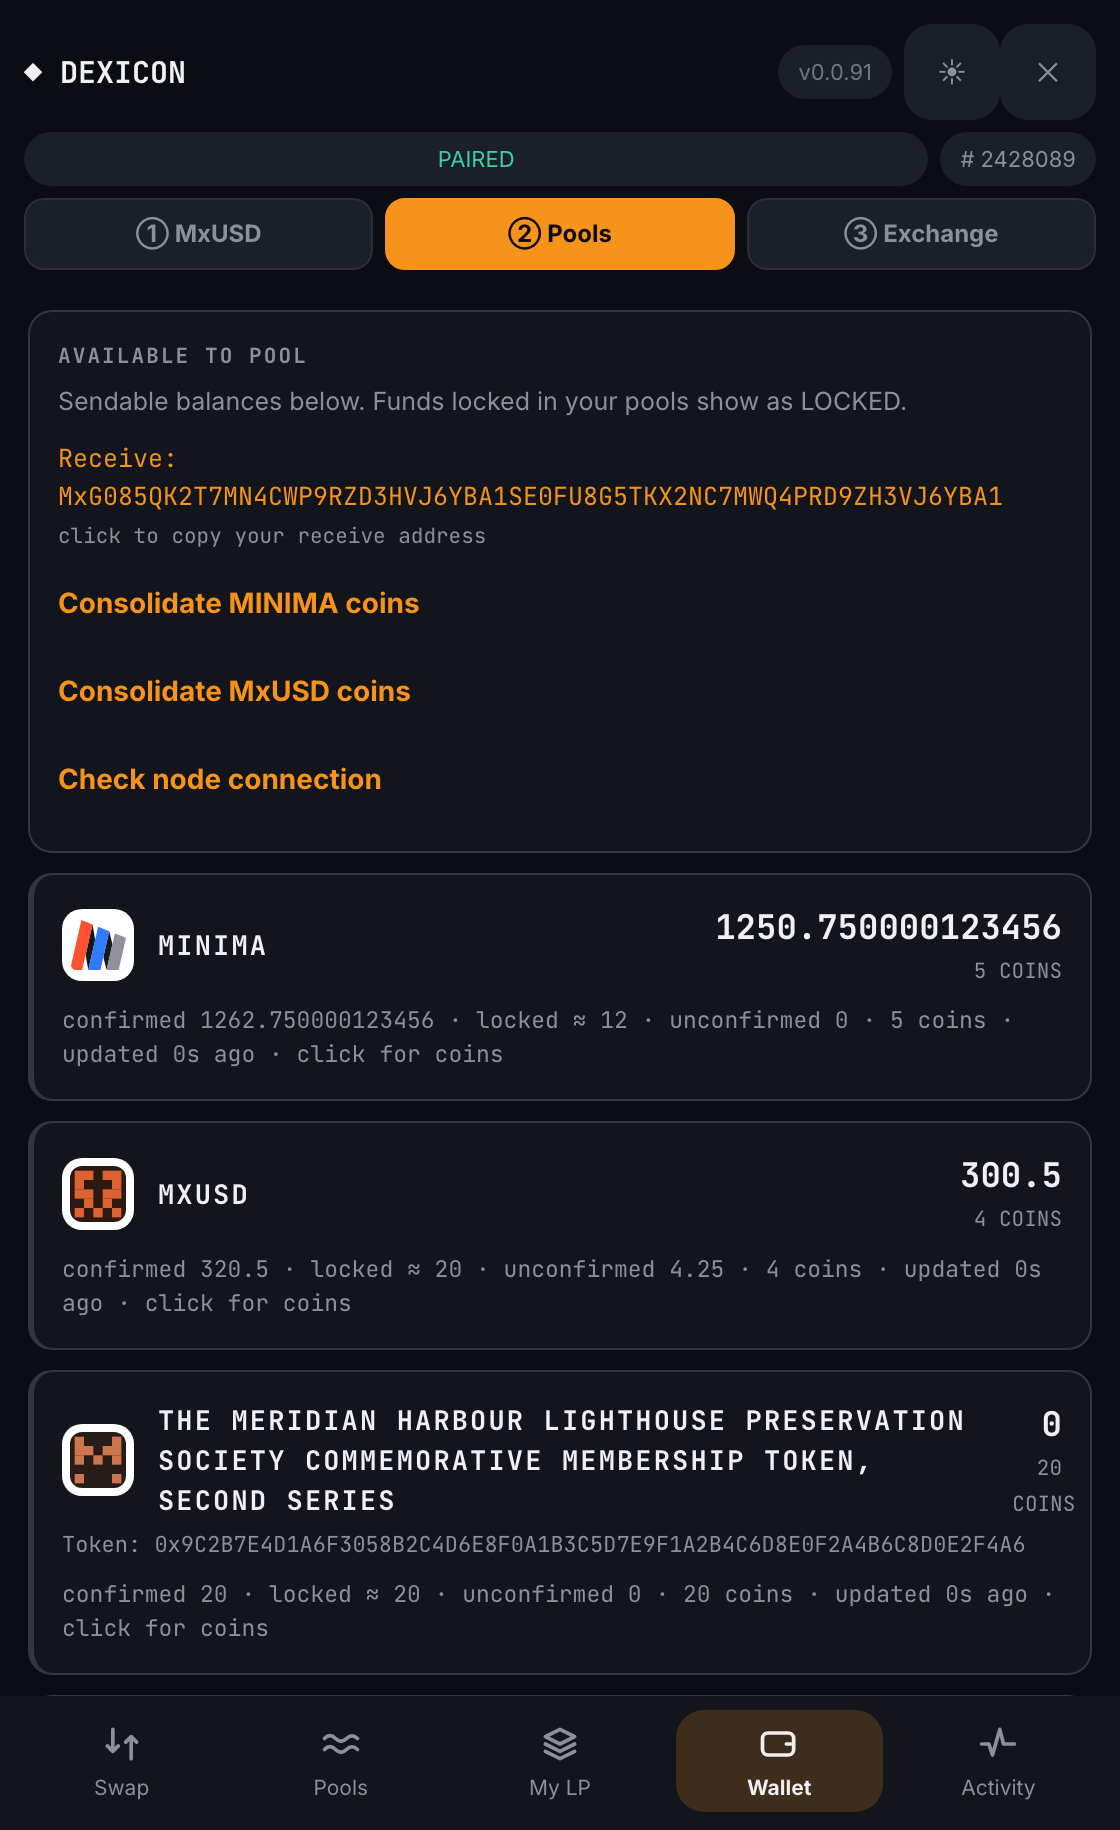 ◆ DEXICON
v0.0.91
PAIRED
# 2428089
① MxUSD
② Pools
③ Exchange
AVAILABLE TO POOL
Sendable balances below. Funds locked in your pools show as LOCKED.
Receive:
MxG085QK2T7MN4CWP9RZD3HVJ6YBA1SE0FU8G5TKX2NC7MWQ4PRD9ZH3VJ6YBA1
click to copy your receive address
Consolidate MINIMA coins
Consolidate MxUSD coins
Check node connection
MINIMA
1250.750000123456
5 COINS
confirmed 1262.750000123456 · locked ≈ 12 · unconfirmed 0 · 5 coins ·
updated 0s ago · click for coins
MXUSD
300.5
4 COINS
confirmed 320.5 · locked ≈ 20 · unconfirmed 4.25 · 4 coins · updated 0s
ago · click for coins
THE MERIDIAN HARBOUR LIGHTHOUSE PRESERVATION
SOCIETY COMMEMORATIVE MEMBERSHIP TOKEN,
SECOND SERIES
0
20
COINS
Token: 0x9C2B7E4D1A6F3058B2C4D6E8F0A1B3C5D7E9F1A2B4C6D8E0F2A4B6C8D0E2F4A6
confirmed 20 · locked ≈ 20 · unconfirmed 0 · 20 coins · updated 0s ago ·
click for coins
Swap
Pools
My LP
Wallet
Activity